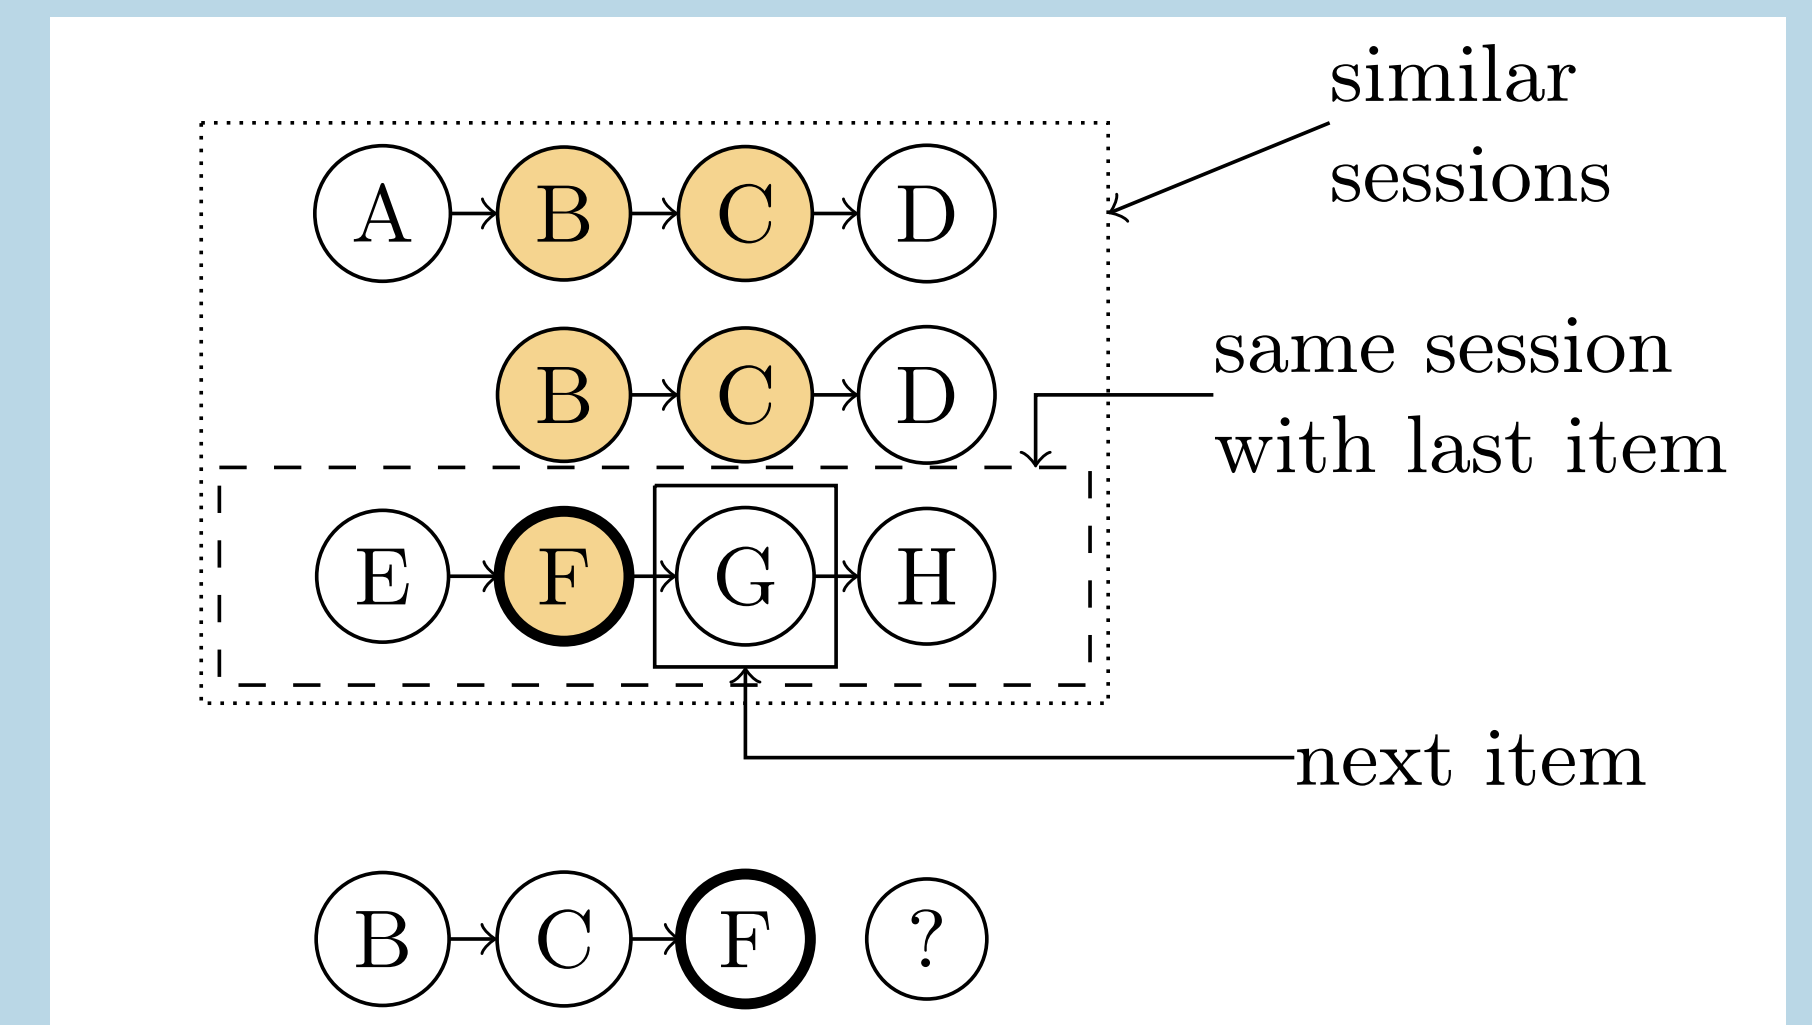 similar
sessions
A B C D
same session
with last item
B C D
E F G H
next item
B C F ?